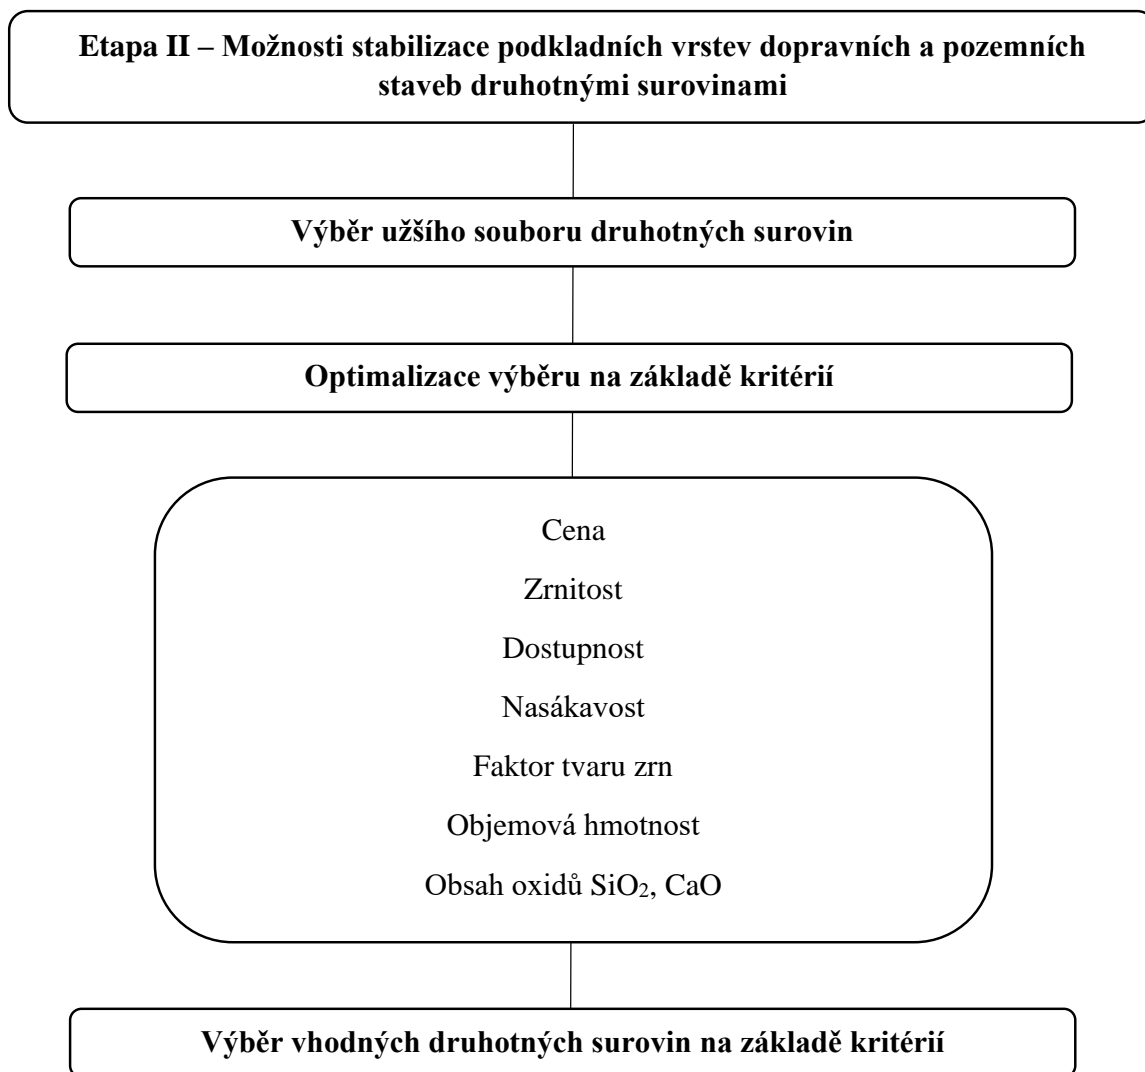 Etapa II – Možnosti stabilizace podkladních vrstev dopravních a pozemních
staveb druhotnými surovinami
Výběr užšího souboru druhotných surovin
Optimalizace výběru na základě kritérií
Cena
Zrnitost
Dostupnost
Nasákavost
Faktor tvaru zrn
Objemová hmotnost
Obsah oxidů SiO₂, CaO
Výběr vhodných druhotných surovin na základě kritérií